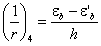 (1/r)₄ = (ε_b − ε'_b)/h